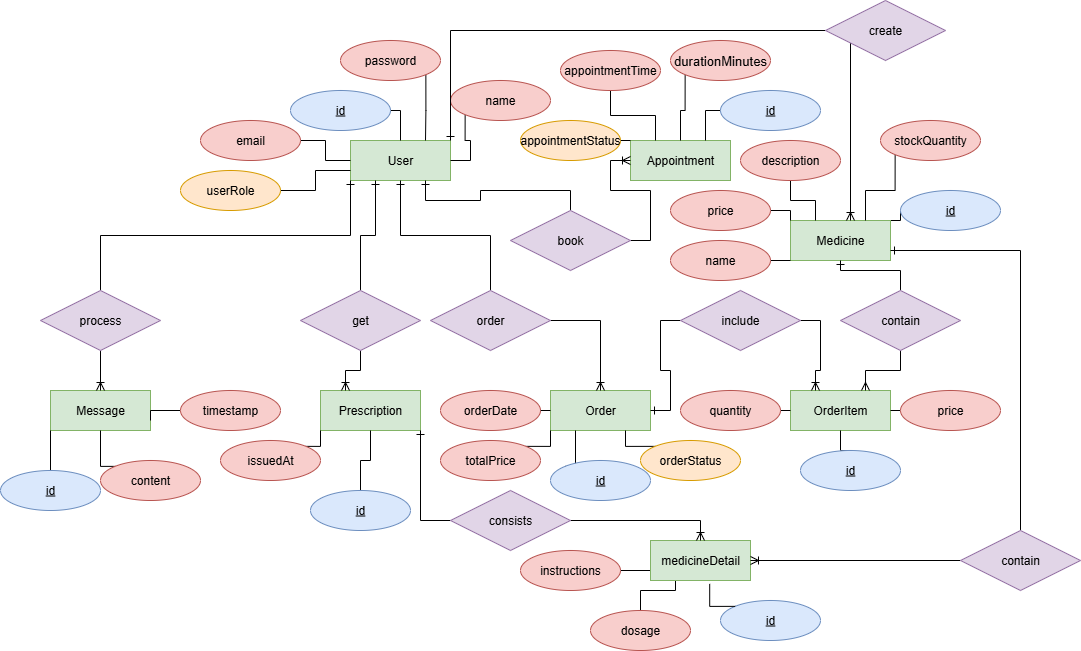 create
password
appointmentTime
durationMinutes
id
name
id
email
appointmentStatus
stockQuantity
User
Appointment
description
userRole
price
id
book
Medicine
name
process
get
order
include
contain
Message
timestamp
Prescription
orderDate
Order
quantity
OrderItem
price
issuedAt
totalPrice
orderStatus
id
content
id
id
id
consists
instructions
medicineDetail
contain
dosage
id